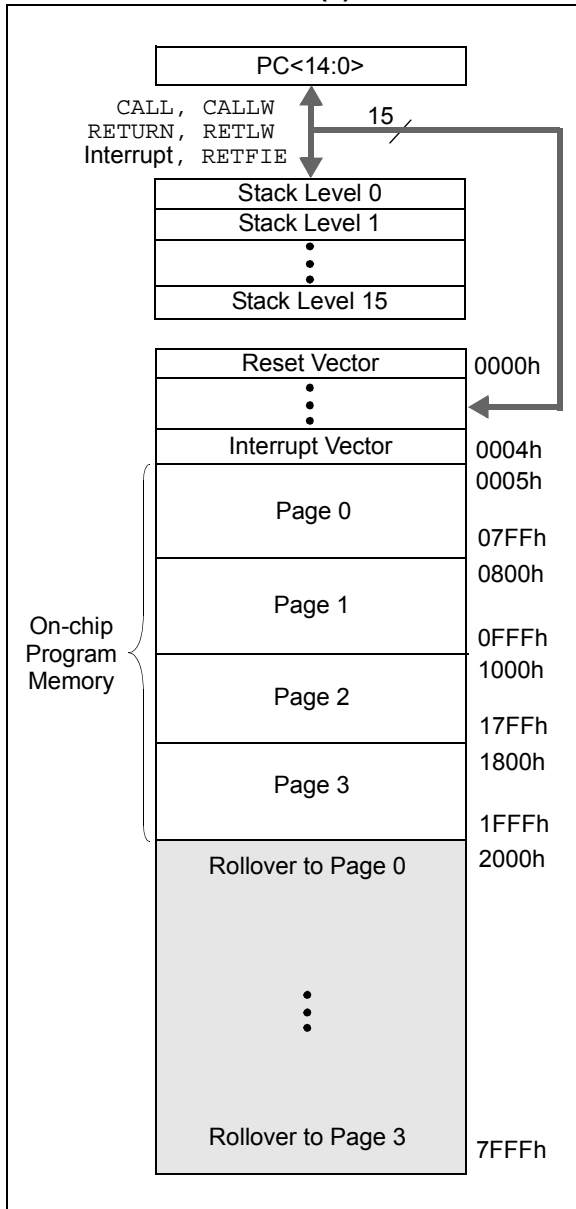 PC<14:0>
CALL, CALLW
RETURN, RETLW
Interrupt, RETFIE
15
Stack Level 0
Stack Level 1
Stack Level 15
Reset Vector
0000h
Interrupt Vector
0004h
0005h
Page 0
07FFh
0800h
Page 1
0FFFh
On-chip
Program
Memory
1000h
Page 2
17FFh
1800h
Page 3
1FFFh
Rollover to Page 0
2000h
Rollover to Page 3
7FFFh